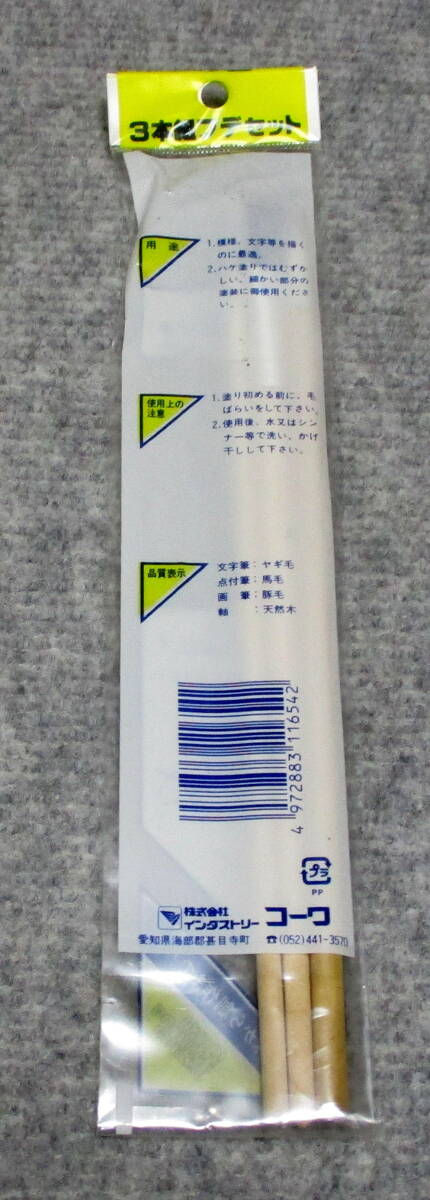 3本組フデセット
用途
1.模様、文字等を描く
のに最適。
2.ハケ塗りではむずか
しい、細かい部分の
塗装に御使用くださ
い。
使用上の
注意
1.塗り初める前に、毛
ばらいをして下さい。
2.使用後、水又はシン
ナー等で洗い、かげ
干しして下さい。
品質表示
文字筆:ヤギ毛
点付筆:馬毛
画筆:豚毛
軸:天然木
4 972883 116542
プラ
PP
株式会社
インダストリーコーワ
愛知県海部郡甚目寺町 ☎(052)441-3570